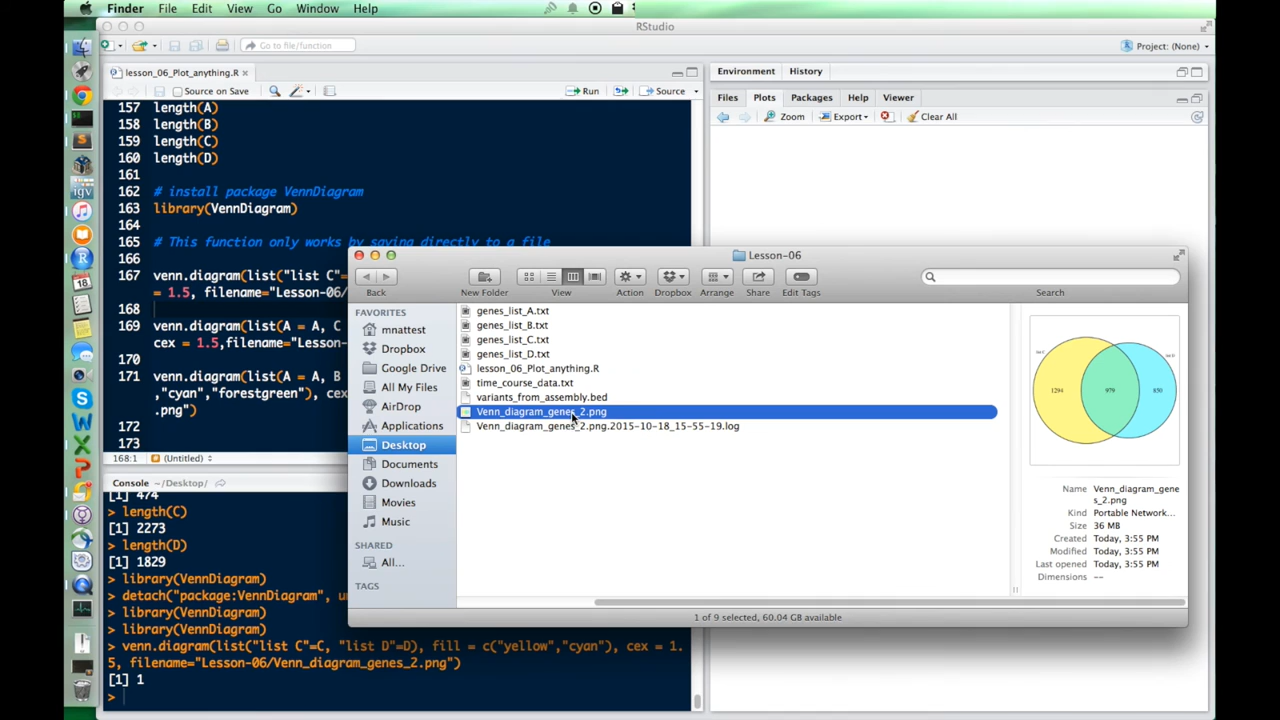 Finder File Edit View Go Window Help
RStudio
Go to file/function
Project: (None)
lesson_06_Plot_anything.R
Source on Save
Run
Source
157 length(A)
158 length(B)
159 length(C)
160 length(D)
161
162 # install package VennDiagram
163 library(VennDiagram)
164
165 # This function only works by saving directly to a file
166
167 venn.diagram(list("list C"=
= 1.5, filename="Lesson-06/
168
169 venn.diagram(list(A = A, C
cex = 1.5,filename="Lesson-
170
171 venn.diagram(list(A = A, B
,"cyan","forestgreen"), cex
.png")
172
173
168:1 (Untitled)
Console ~/Desktop/
[1] 474
> length(C)
[1] 2273
> length(D)
[1] 1829
> library(VennDiagram)
> detach("package:VennDiagram", u
> library(VennDiagram)
> library(VennDiagram)
> venn.diagram(list("list C"=C, "list D"=D), fill = c("yellow","cyan"), cex = 1.
5, filename="Lesson-06/Venn_diagram_genes_2.png")
[1] 1
>
Environment History
Files Plots Packages Help Viewer
Zoom Export Clear All
Lesson-06
Back New Folder View Action Dropbox Arrange Share Edit Tags Search
FAVORITES
mnattest
Dropbox
Google Drive
All My Files
AirDrop
Applications
Desktop
Documents
Downloads
Movies
Music
SHARED
All...
TAGS
genes_list_A.txt
genes_list_B.txt
genes_list_C.txt
genes_list_D.txt
lesson_06_Plot_anything.R
time_course_data.txt
variants_from_assembly.bed
Venn_diagram_genes_2.png
Venn_diagram_genes_2.png.2015-10-18_15-55-19.log
1294 979 850
Name Venn_diagram_gene
s_2.png
Kind Portable Network...
Size 36 MB
Created Today, 3:55 PM
Modified Today, 3:55 PM
Last opened Today, 3:55 PM
Dimensions --
1 of 9 selected, 60.04 GB available
igv
18